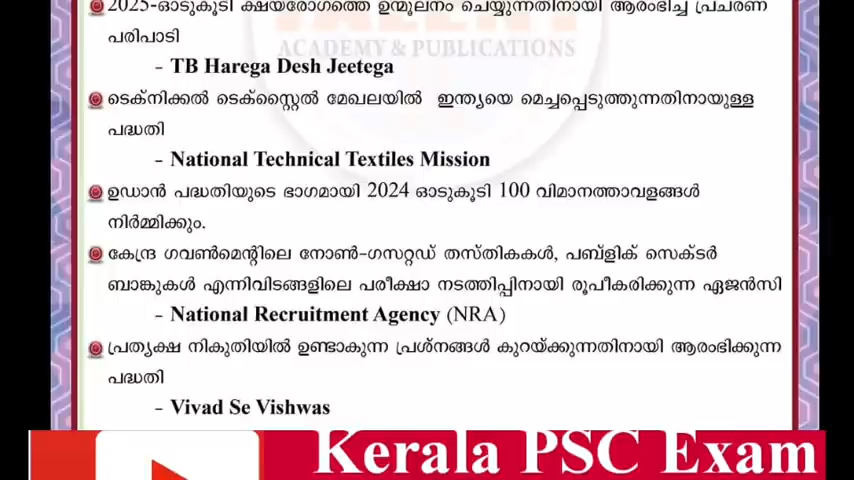 2025-ഓടുകൂടി ക്ഷയരോഗത്തെ ഉന്മൂലനം ചെയ്യുന്നതിനായി ആരംഭിച്ച പ്രചരണ
പരിപാടി
ACADEMY & PUBLICATIONS
– TB Harega Desh Jeetega
ടെക്നിക്കൽ ടെക്സ്റ്റൈൽ മേഖലയിൽ ഇന്ത്യയെ മെച്ചപ്പെടുത്തുന്നതിനായുള്ള
പദ്ധതി
– National Technical Textiles Mission
ഉഡാൻ പദ്ധതിയുടെ ഭാഗമായി 2024 ഓടുകൂടി 100 വിമാനത്താവളങ്ങൾ
നിർമ്മിക്കും.
കേന്ദ്ര ഗവൺമെന്റിലെ നോൺ-ഗസറ്റഡ് തസ്തികകൾ, പബ്ളിക് സെക്ടർ
ബാങ്കുകൾ എന്നിവിടങ്ങളിലെ പരീക്ഷാ നടത്തിപ്പിനായി രൂപീകരിക്കുന്ന ഏജൻസി
– National Recruitment Agency (NRA)
പ്രത്യക്ഷ നികുതിയിൽ ഉണ്ടാകുന്ന പ്രശ്നങ്ങൾ കുറയ്ക്കുന്നതിനായി ആരംഭിക്കുന്ന
പദ്ധതി
– Vivad Se Vishwas
Kerala PSC Exam